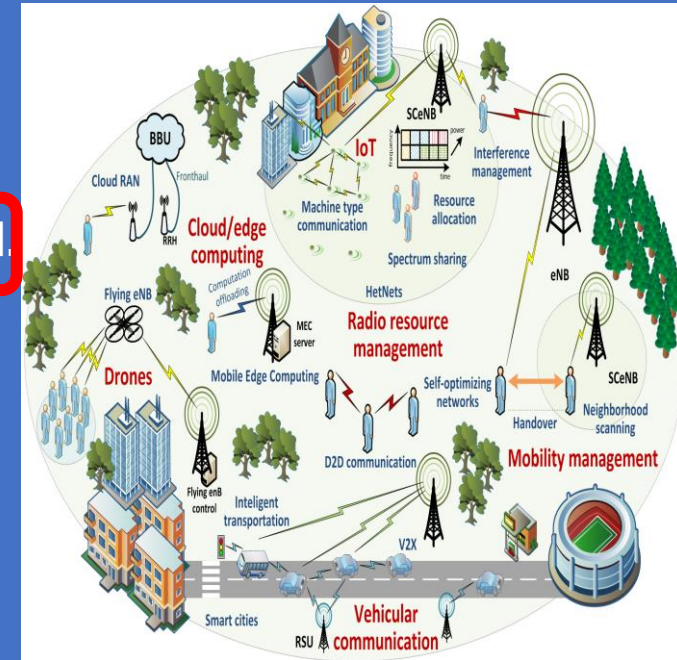 SCeNB
BBU
IoT
frequency
power
time
Interference
management
Cloud RAN
Fronthaul
RRH
Machine type
communication
Resource
allocation
Cloud/edge
computing
Spectrum sharing
eNB
HetNets
Flying eNB
Computation
offloading
MEC
server
Radio resource
management
SCeNB
Drones
Mobile Edge Computing
Self-optimizing
networks
Handover
Neighborhood
scanning
D2D communication
Mobility management
Flying enB
control
Inteligent
transportation
V2X
Smart cities
RSU
Vehicular
communication